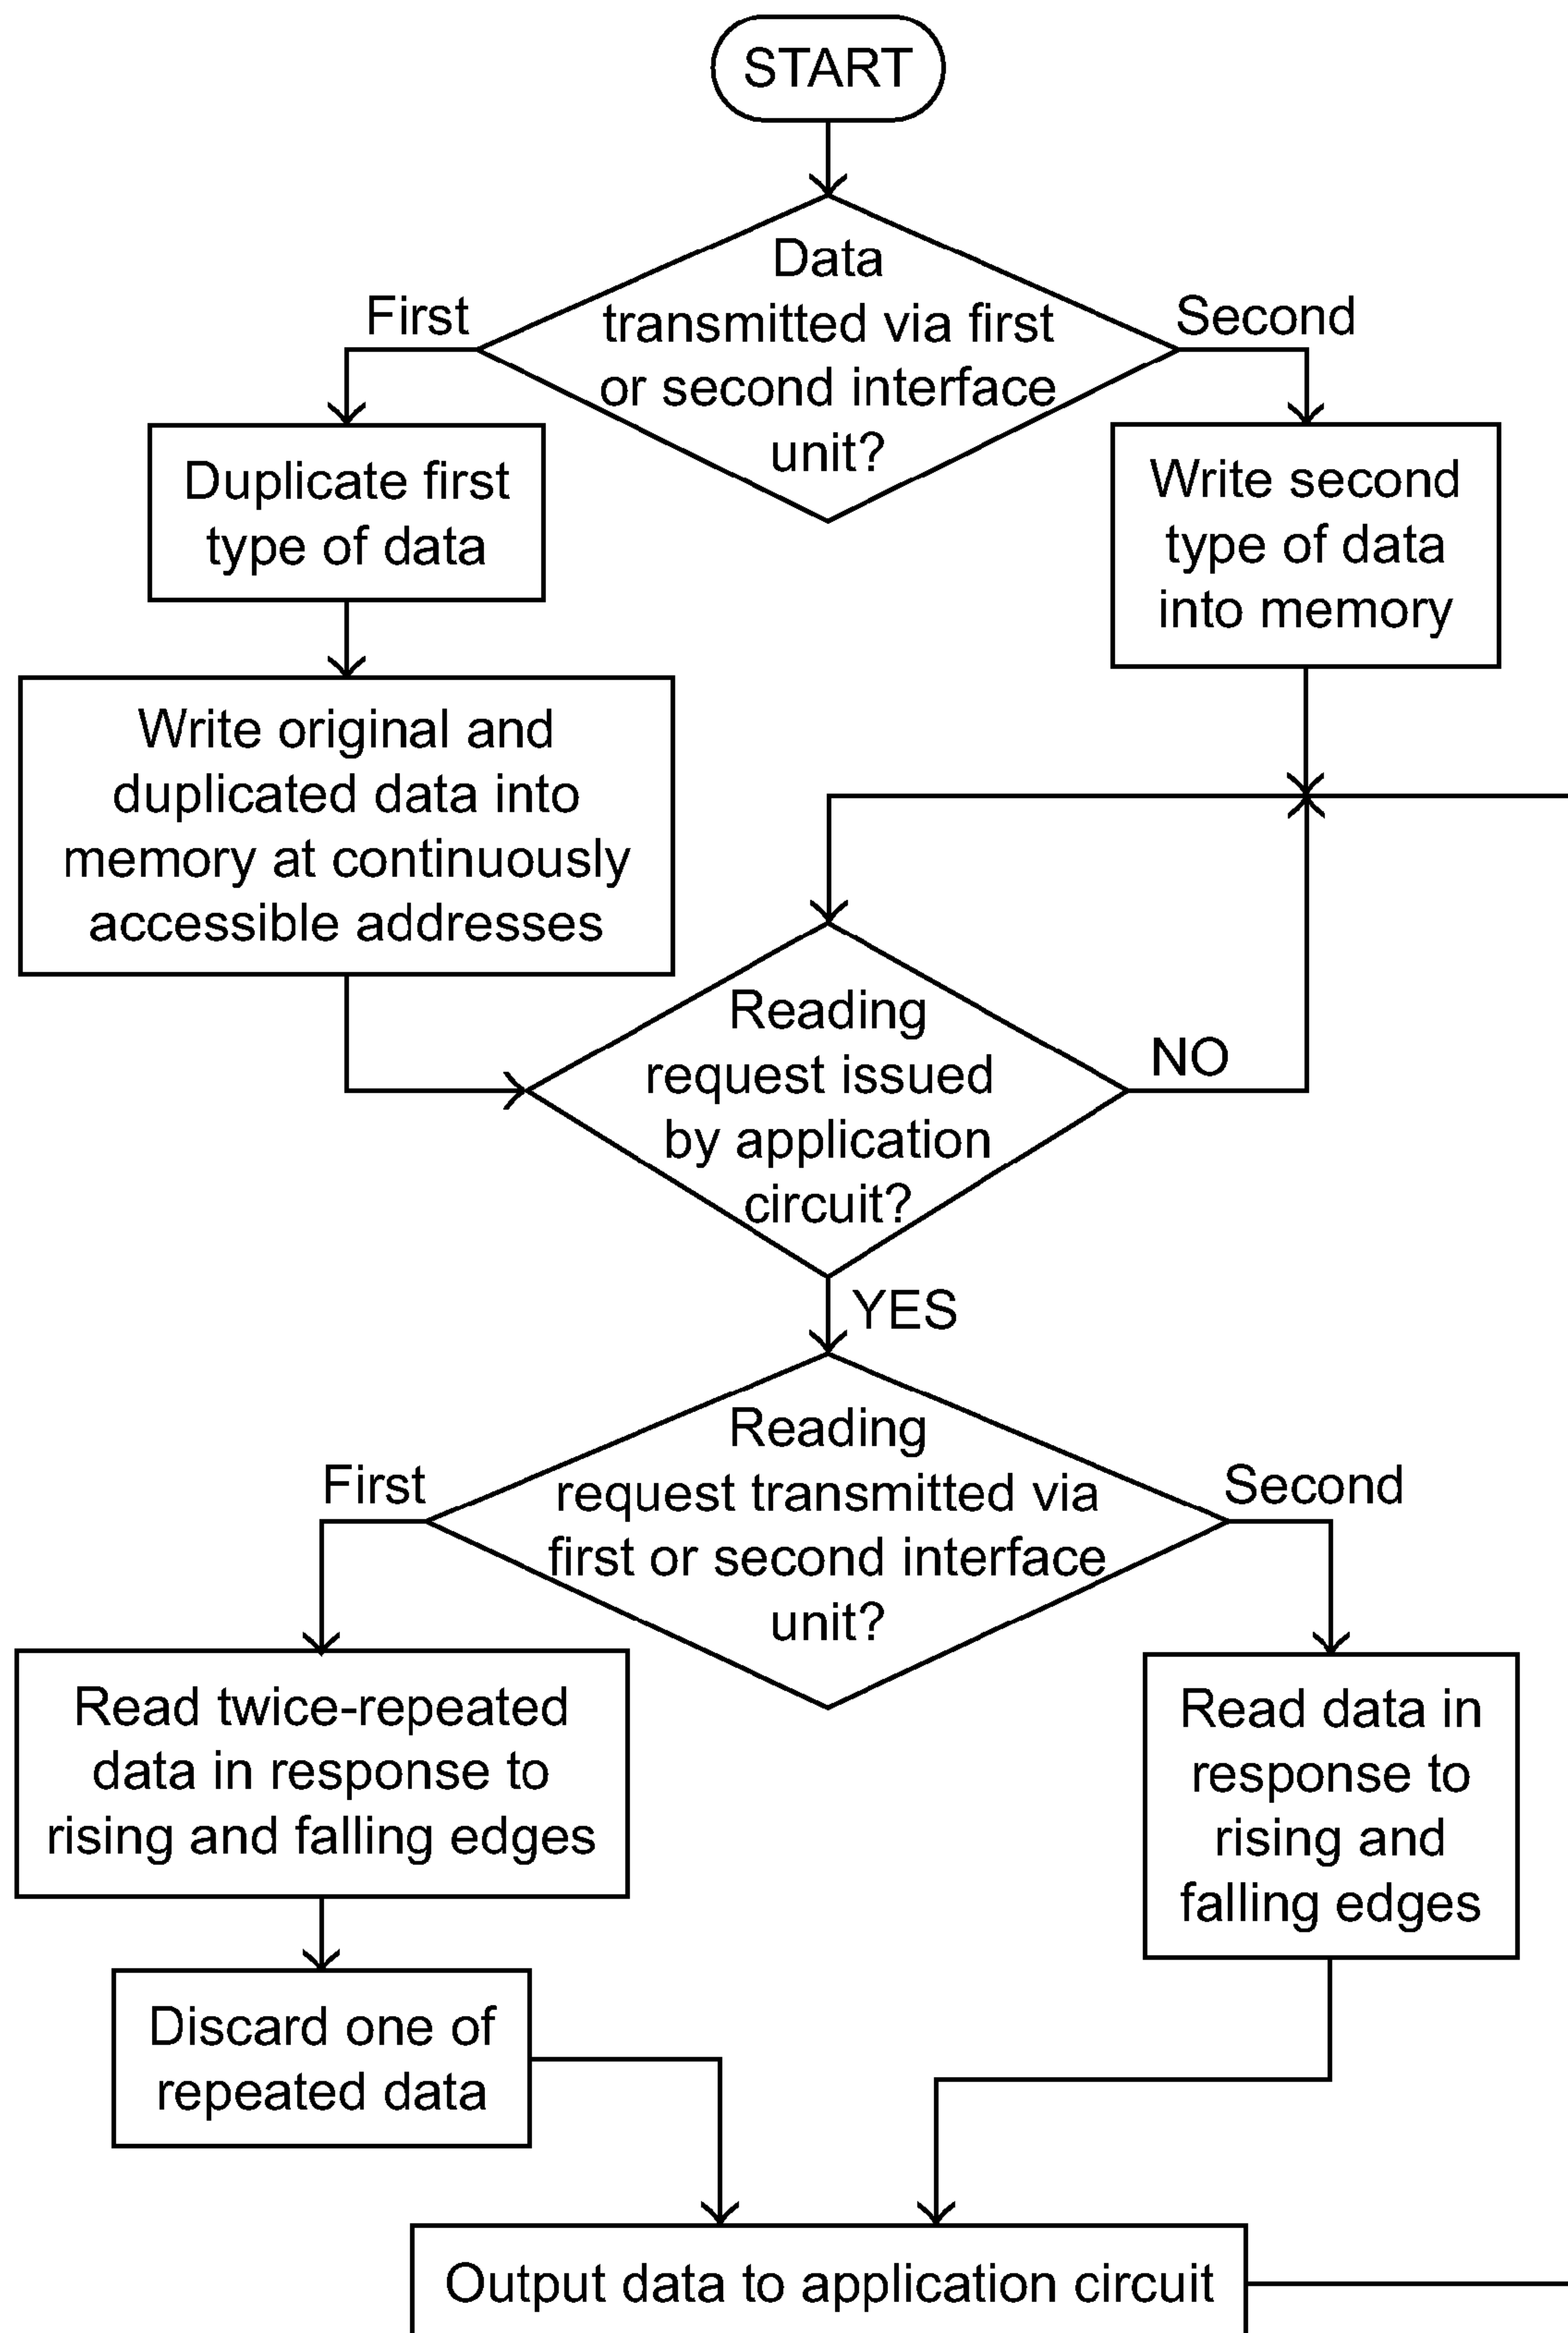 START
Data
transmitted via first
or second interface
unit?
First
Second
Duplicate first
type of data
Write second
type of data
into memory
Write original and
duplicated data into
memory at continuously
accessible addresses
Reading
request issued
by application
circuit?
NO
YES
Reading
request transmitted via
first or second interface
unit?
First
Second
Read twice-repeated
data in response to
rising and falling edges
Read data in
response to
rising and
falling edges
Discard one of
repeated data
Output data to application circuit